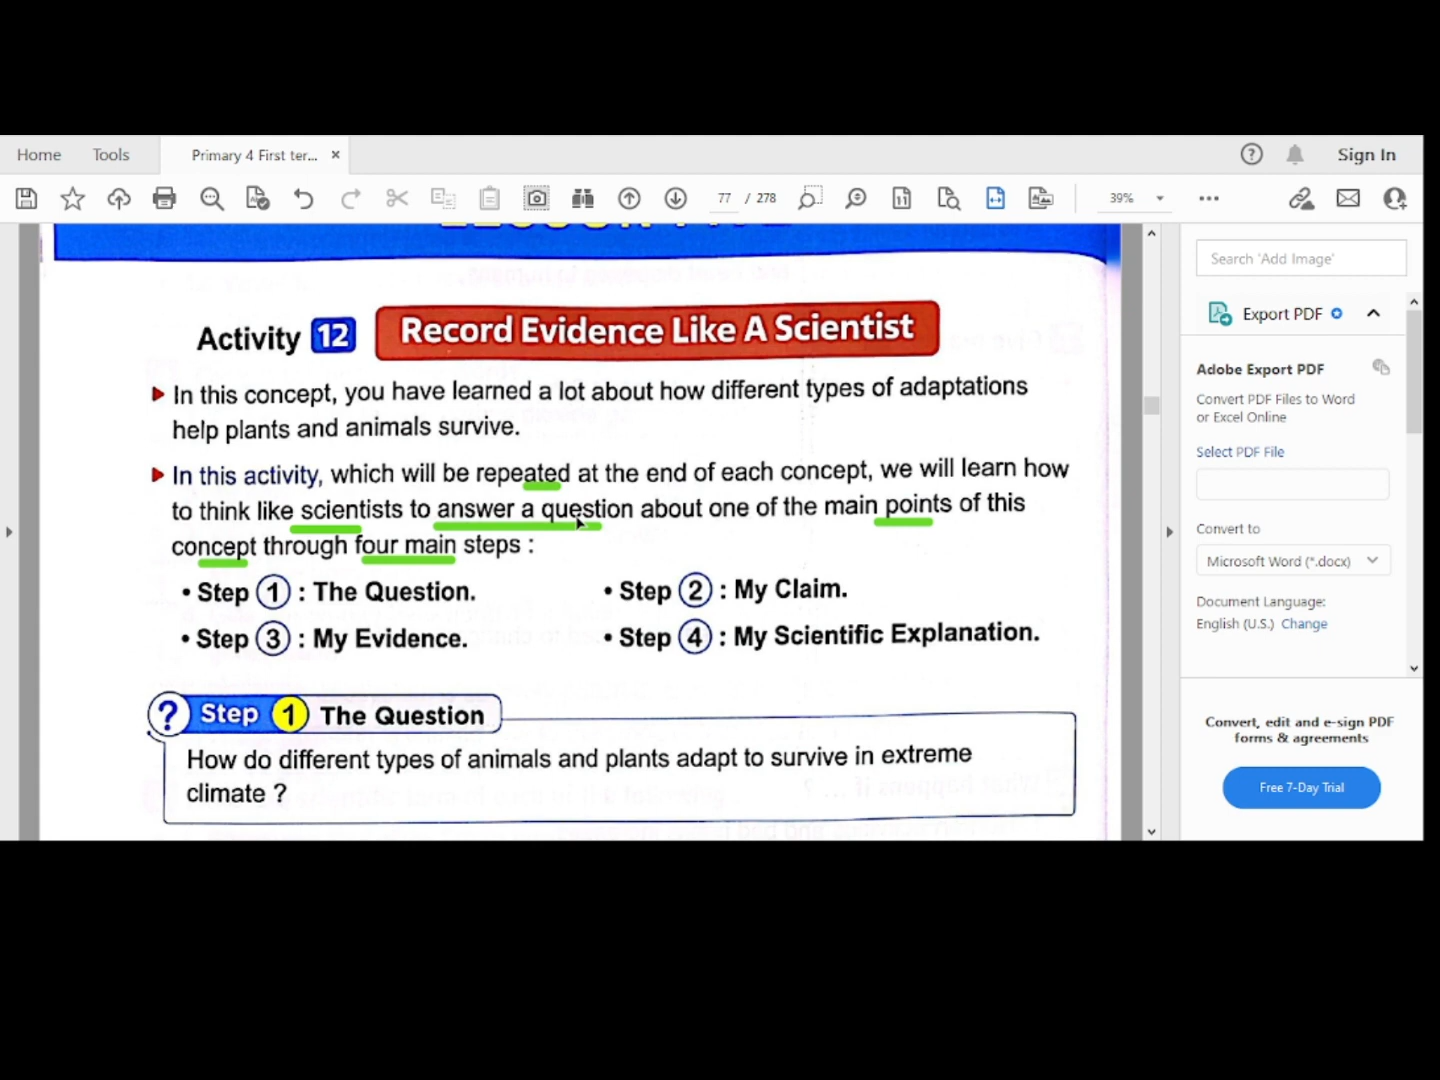 Home Tools Primary 4 First ter... × Sign In
77 / 278 39%
Activity 12 Record Evidence Like A Scientist
In this concept, you have learned a lot about how different types of adaptations
help plants and animals survive.
In this activity, which will be repeated at the end of each concept, we will learn how
to think like scientists to answer a question about one of the main points of this
concept through four main steps :
• Step 1 : The Question. • Step 2 : My Claim.
• Step 3 : My Evidence. • Step 4 : My Scientific Explanation.
? Step 1 The Question
How do different types of animals and plants adapt to survive in extreme
climate ?
Search 'Add Image'
Export PDF
Adobe Export PDF
Convert PDF Files to Word
or Excel Online
Select PDF File
Convert to
Microsoft Word (*.docx)
Document Language:
English (U.S.) Change
Convert, edit and e-sign PDF
forms & agreements
Free 7-Day Trial